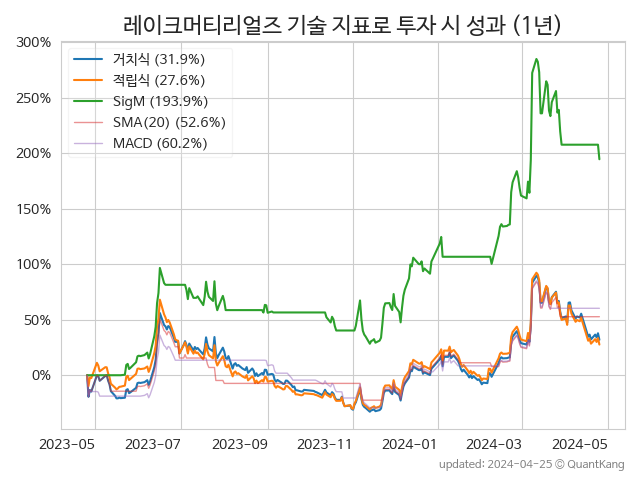 레이크머티리얼즈 기술 지표로 투자 시 성과 (1년)
300%
250%
200%
150%
100%
50%
0%
거치식 (31.9%)
적립식 (27.6%)
SigM (193.9%)
SMA(20) (52.6%)
MACD (60.2%)
2023-05 2023-07 2023-09 2023-11 2024-01 2024-03 2024-05
updated: 2024-04-25 © QuantKang